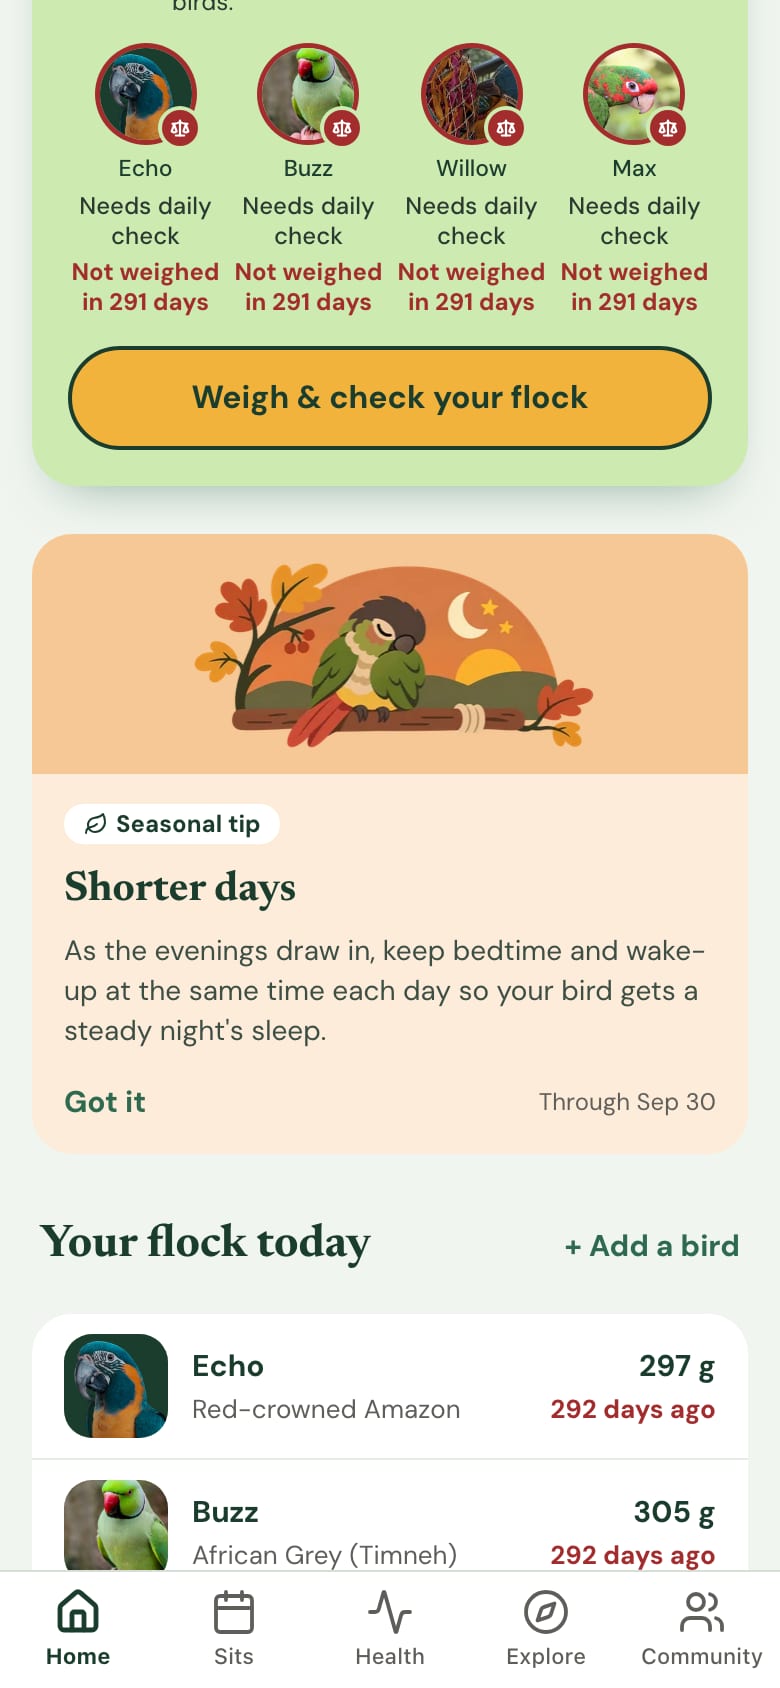 birds.
Echo
Buzz
Willow
Max
Needs daily check
Needs daily check
Needs daily check
Needs daily check
Not weighed in 291 days
Not weighed in 291 days
Not weighed in 291 days
Not weighed in 291 days
Weigh & check your flock
Seasonal tip
Shorter days
As the evenings draw in, keep bedtime and wake-
up at the same time each day so your bird gets a
steady night's sleep.
Got it
Through Sep 30
Your flock today
+ Add a bird
Echo
297 g
Red-crowned Amazon
292 days ago
Buzz
305 g
African Grey (Timneh)
292 days ago
Home
Sits
Health
Explore
Community